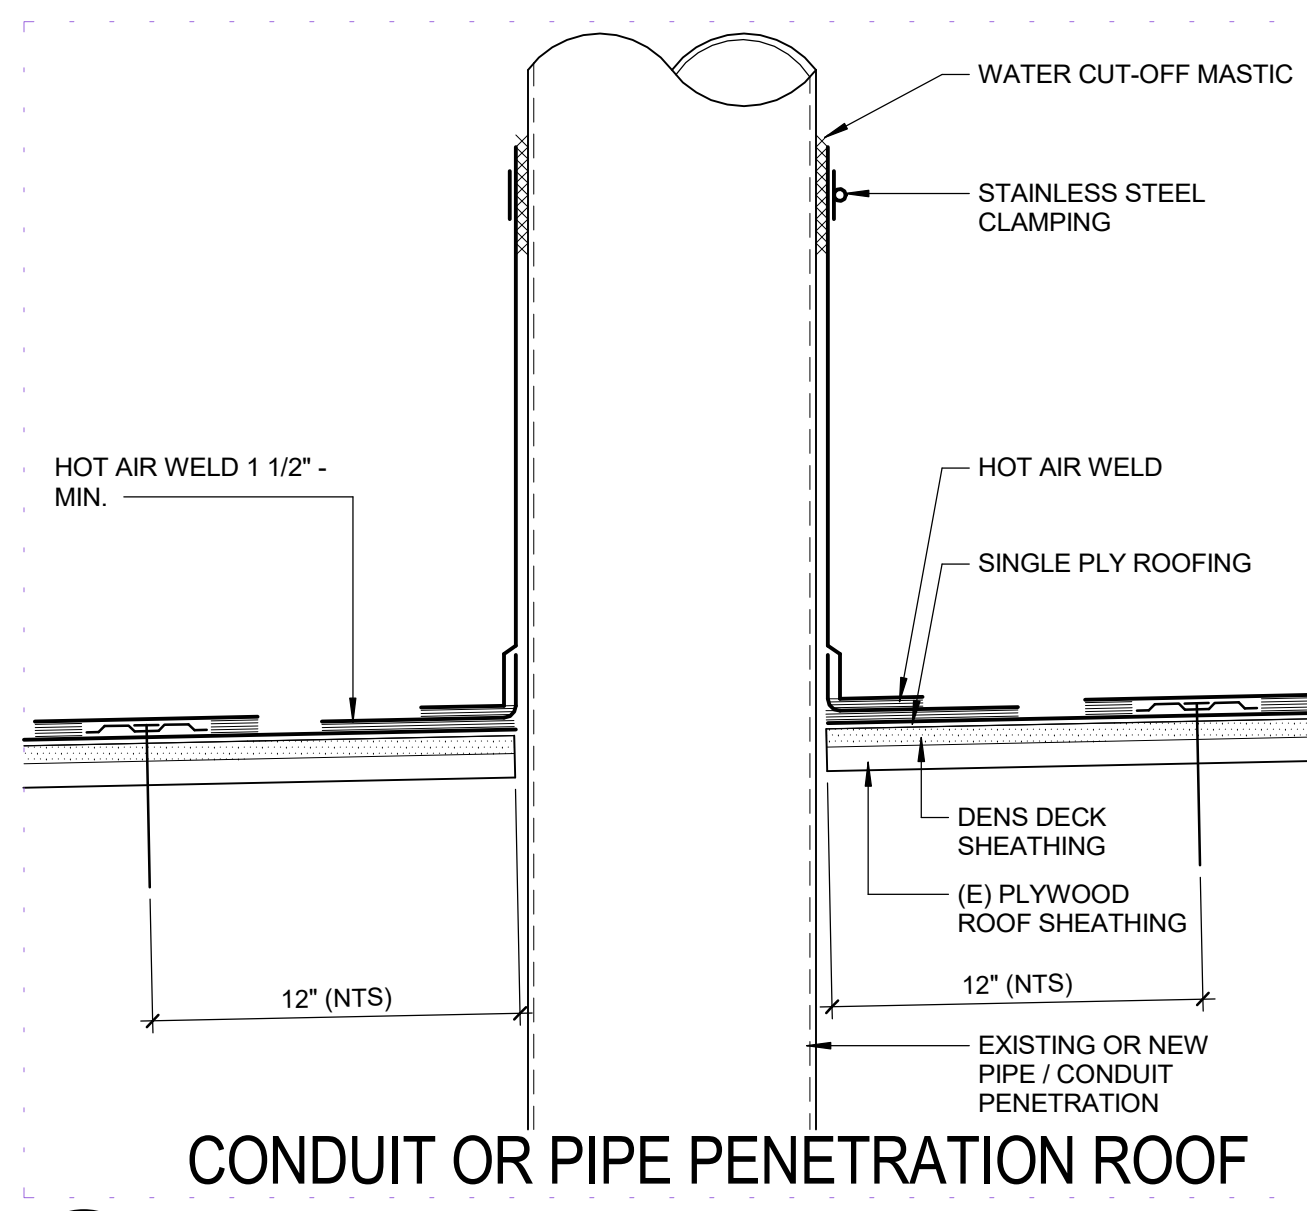 WATER CUT-OFF MASTIC
STAINLESS STEEL
CLAMPING
HOT AIR WELD 1 1/2" -
MIN.
HOT AIR WELD
SINGLE PLY ROOFING
DENS DECK
SHEATHING
(E) PLYWOOD
ROOF SHEATHING
12" (NTS)
12" (NTS)
EXISTING OR NEW
PIPE / CONDUIT
PENETRATION
CONDUIT OR PIPE PENETRATION ROOF